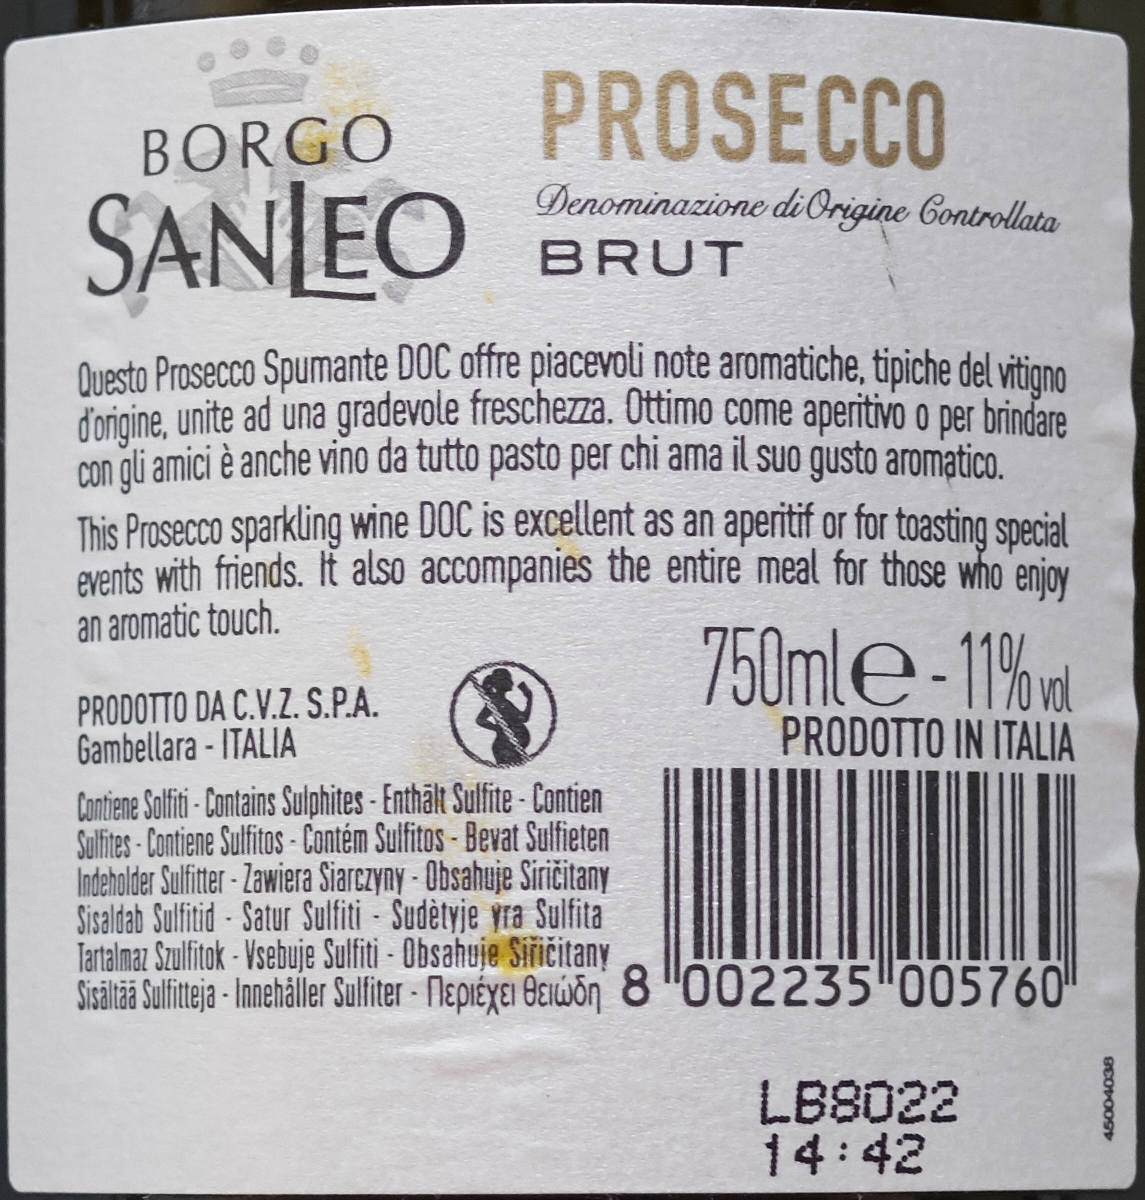 BORGO
SANLEO
PROSECCO
Denominazione di Origine Controllata
BRUT
Questo Prosecco Spumante DOC offre piacevoli note aromatiche, tipiche del vitigno
d'origine, unite ad una gradevole freschezza. Ottimo come aperitivo o per brindare
con gli amici è anche vino da tutto pasto per chi ama il suo gusto aromatico.
This Prosecco sparkling wine DOC is excellent as an aperitif or for toasting special
events with friends. It also accompanies the entire meal for those who enjoy
an aromatic touch.
750ml e - 11% vol
PRODOTTO IN ITALIA
PRODOTTO DA C.V.Z. S.P.A.
Gambellara - ITALIA
Contiene Solfiti - Contains Sulphites - Enthält Sulfite - Contien
Sulfites - Contiene Sulfitos - Contém Sulfitos - Bevat Sulfieten
Indeholder Sulfitter - Zawiera Siarczyny - Obsahuje Siričitany
Sisaldab Sulfitid - Satur Sulfiti - Sudètyje yra Sulfita
Tartalmaz Szulfitok - Vsebuje Sulfiti - Obsahuje Siřičitany
Sisältää Sulfitteja - Innehåller Sulfiter - Περιέχει θειώδη
8 002235 005760
LB8022
14:42
45004038